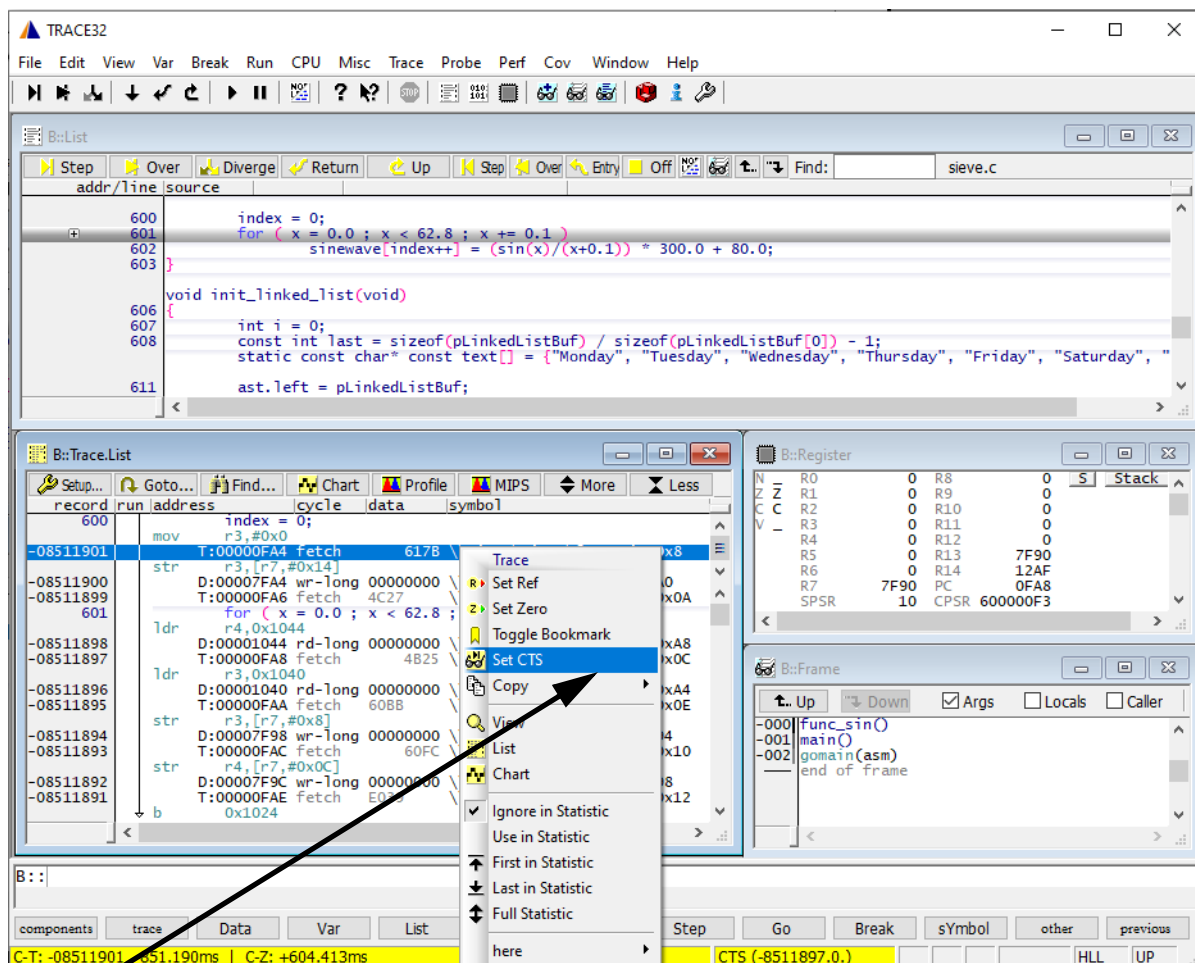 TRACE32
File Edit View Var Break Run CPU Misc Trace Probe Perf Cov Window Help
B::List
Step Over Diverge Return Up Step Over Entry Off Find: sieve.c
addr/line source
600 index = 0;
601 for ( x = 0.0 ; x < 62.8 ; x += 0.1 )
602 sinewave[index++] = (sin(x)/(x+0.1)) * 300.0 + 80.0;
603 }
void init_linked_list(void)
606 {
607 int i = 0;
608 const int last = sizeof(pLinkedListBuf) / sizeof(pLinkedListBuf[0]) - 1;
static const char* const text[] = {"Monday", "Tuesday", "Wednesday", "Thursday", "Friday", "Saturday", "
611 ast.left = pLinkedListBuf;
B::Trace.List
Setup... Goto... Find... Chart Profile MIPS More Less
record run address cycle data symbol
600 index = 0;
mov r3,#0x0
-08511901 T:00000FA4 fetch 617B \ 0x8
str r3,[r7,#0x14]
-08511900 D:00007FA4 wr-long 00000000 \
-08511899 T:00000FA6 fetch 4C27 \ 0x0A
601 for ( x = 0.0 ; x < 62.8 ;
ldr r4,0x1044
-08511898 D:00001044 rd-long 00000000 \ xA8
-08511897 T:00000FA8 fetch 4B25 \ 0x0C
ldr r3,0x1040
-08511896 D:00001040 rd-long 00000000 \ xA4
-08511895 T:00000FAA fetch 60BB \ 0x0E
str r3,[r7,#0x8]
-08511894 D:00007F98 wr-long 00000000 \
-08511893 T:00000FAC fetch 60FC \ 0x10
str r4,[r7,#0x0C]
-08511892 D:00007F9C wr-long 00000000 \
-08511891 T:00000FAE fetch \ 0x12
b 0x1024
Trace
Set Ref
Set Zero
Toggle Bookmark
Set CTS
Copy
View
List
Chart
Ignore in Statistic
Use in Statistic
First in Statistic
Last in Statistic
Full Statistic
here
B::Register
N _ R0 0 R8 0 S Stack
Z Z R1 0 R9 0
C C R2 0 R10 0
V _ R3 0 R11 0
R4 0 R12 0
R5 0 R13 7F90
R6 0 R14 12AF
R7 7F90 PC 0FA8
SPSR 10 CPSR 600000F3
B::Frame
Up Down Args Locals Caller
-000 func_sin()
-001 main()
-002 gomain(asm)
end of frame
B::
components trace Data Var List Step Go Break sYmbol other previous
C-T: -08511901 851.190ms | C-Z: +604.413ms CTS (-8511897.0.) HLL UP